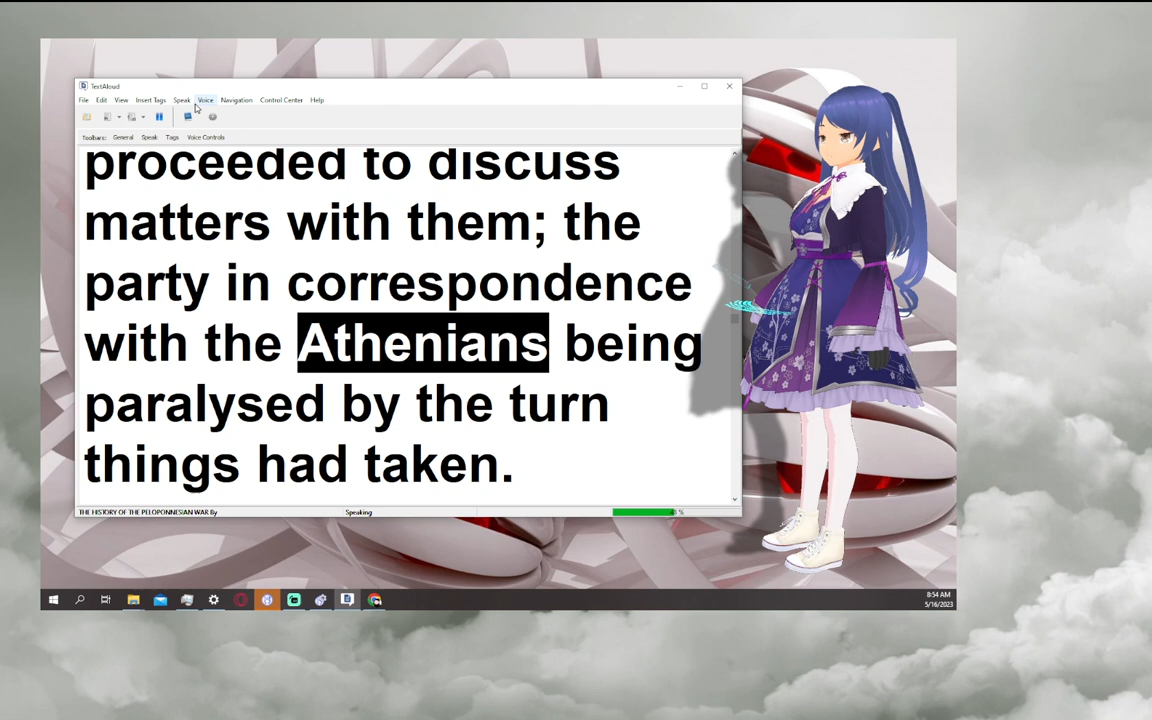 TextAloud
File Edit View Insert Tags Speak Voice Navigation Control Center Help
Toolbars: General Speak Tags Voice Controls
proceeded to discuss
matters with them; the
party in correspondence
with the Athenians being
paralysed by the turn
things had taken.
THE HISTORY OF THE PELOPONNESIAN WAR By Speaking
8:54 AM
5/16/2023